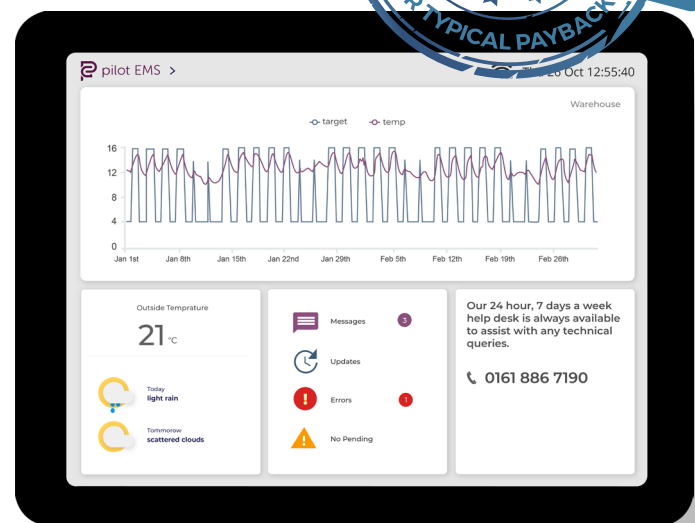 R TYPICAL PAYBAC
pilot EMS >
26 Oct 12:55:40
Warehouse
target temp
16
12
8
4
0
Jan 1st Jan 8th Jan 15th Jan 22nd Jan 29th Feb 5th Feb 12th Feb 19th Feb 26th
Outside Temprature
21 °C
Today
light rain
Tommorow
scattered clouds
Messages 3
Updates
Errors 1
No Pending
Our 24 hour, 7 days a week
help desk is always available
to assist with any technical
queries.
0161 886 7190